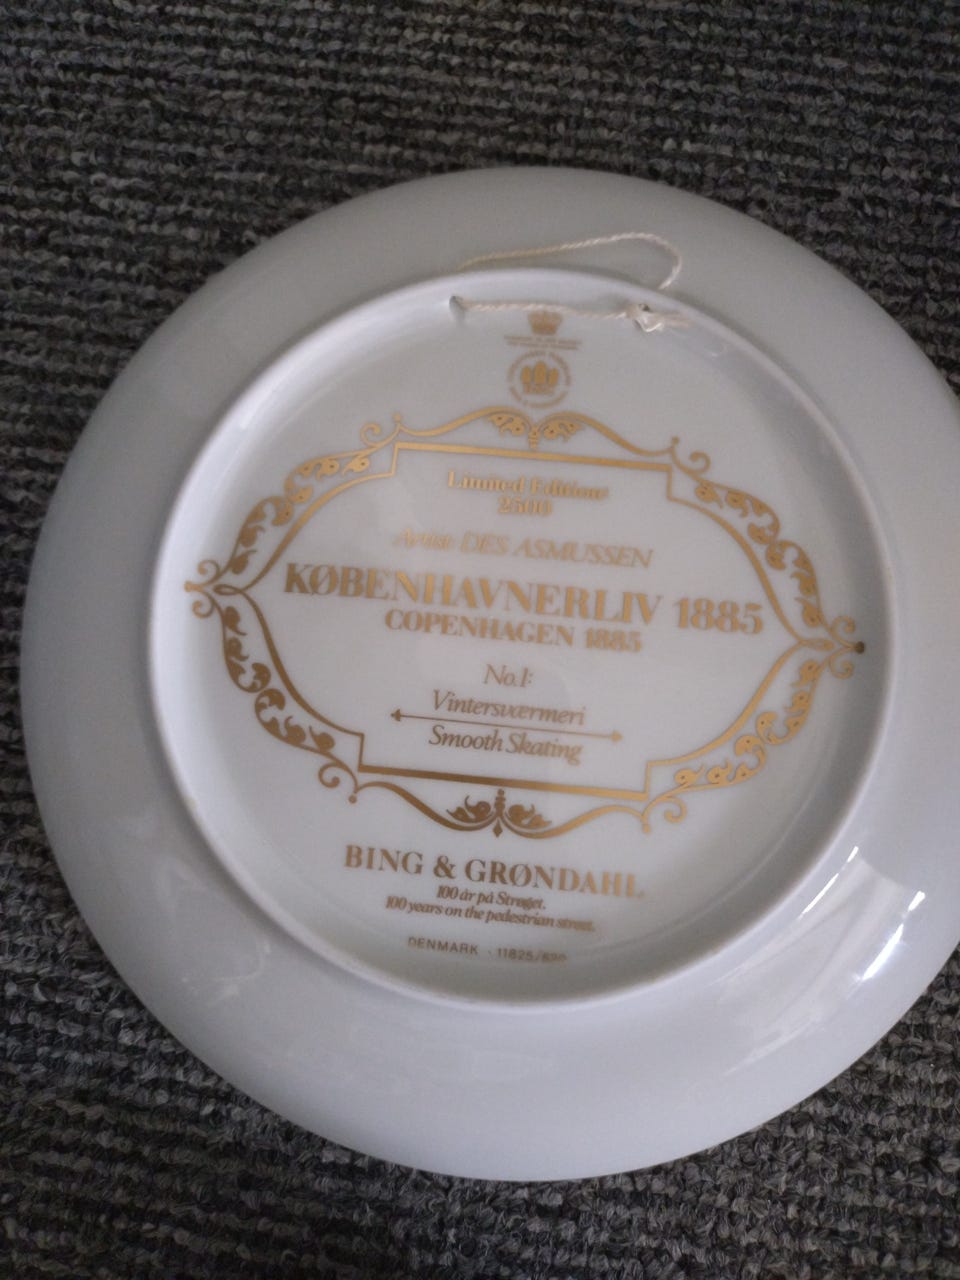 Limited Edition:
2500
Artist: DES ASMUSSEN
KØBENHAVNERLIV 1885
COPENHAGEN 1885
No.1:
Vintersværmeri
Smooth Skating
BING & GRØNDAHL
100 år på Strøget.
100 years on the pedestrian street.
DENMARK · 11825/